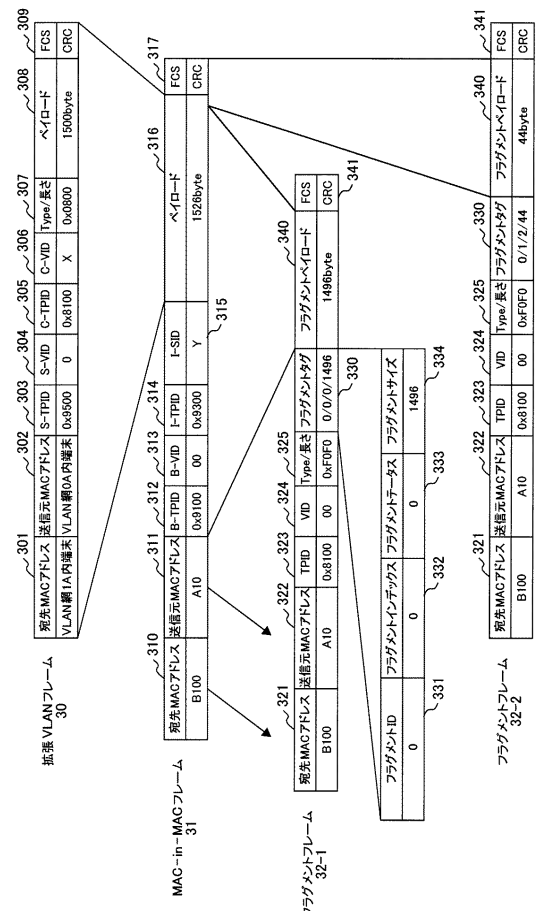 拡張VLANフレーム
30
301 302 303 304 305 306 307 308 309
宛先MACアドレス 送信元MACアドレス S-TPID S-VID C-TPID C-VID Type/長さ ペイロード FCS
VLAN網1A内端末 VLAN網0A内端末 0x9500 0 0x8100 X 0x0800 1500byte CRC
MAC-in-MACフレーム
31
310 311 312 313 314 315 316 317
宛先MACアドレス 送信元MACアドレス B-TPID B-VID I-TPID I-SID ペイロード FCS
B100 A10 0x9100 00 0x9300 Y 1526byte CRC
フラグメントフレーム
32-1
321 322 323 324 325 330 340 341
宛先MACアドレス 送信元MACアドレス TPID VID Type/長さ フラグメントタグ フラグメントペイロード FCS
B100 A10 0x8100 00 0xF0F0 0/0/0/1496 1496byte CRC
331 332 333 334
フラグメントID フラグメントインデックス フラグメントテータス フラグメントサイズ
0 0 0 1496
フラグメントフレーム
32-2
321 322 323 324 325 330 340 341
宛先MACアドレス 送信元MACアドレス TPID VID Type/長さ フラグメントタグ フラグメントペイロード FCS
B100 A10 0x8100 00 0xF0F0 0/1/2/44 44byte CRC